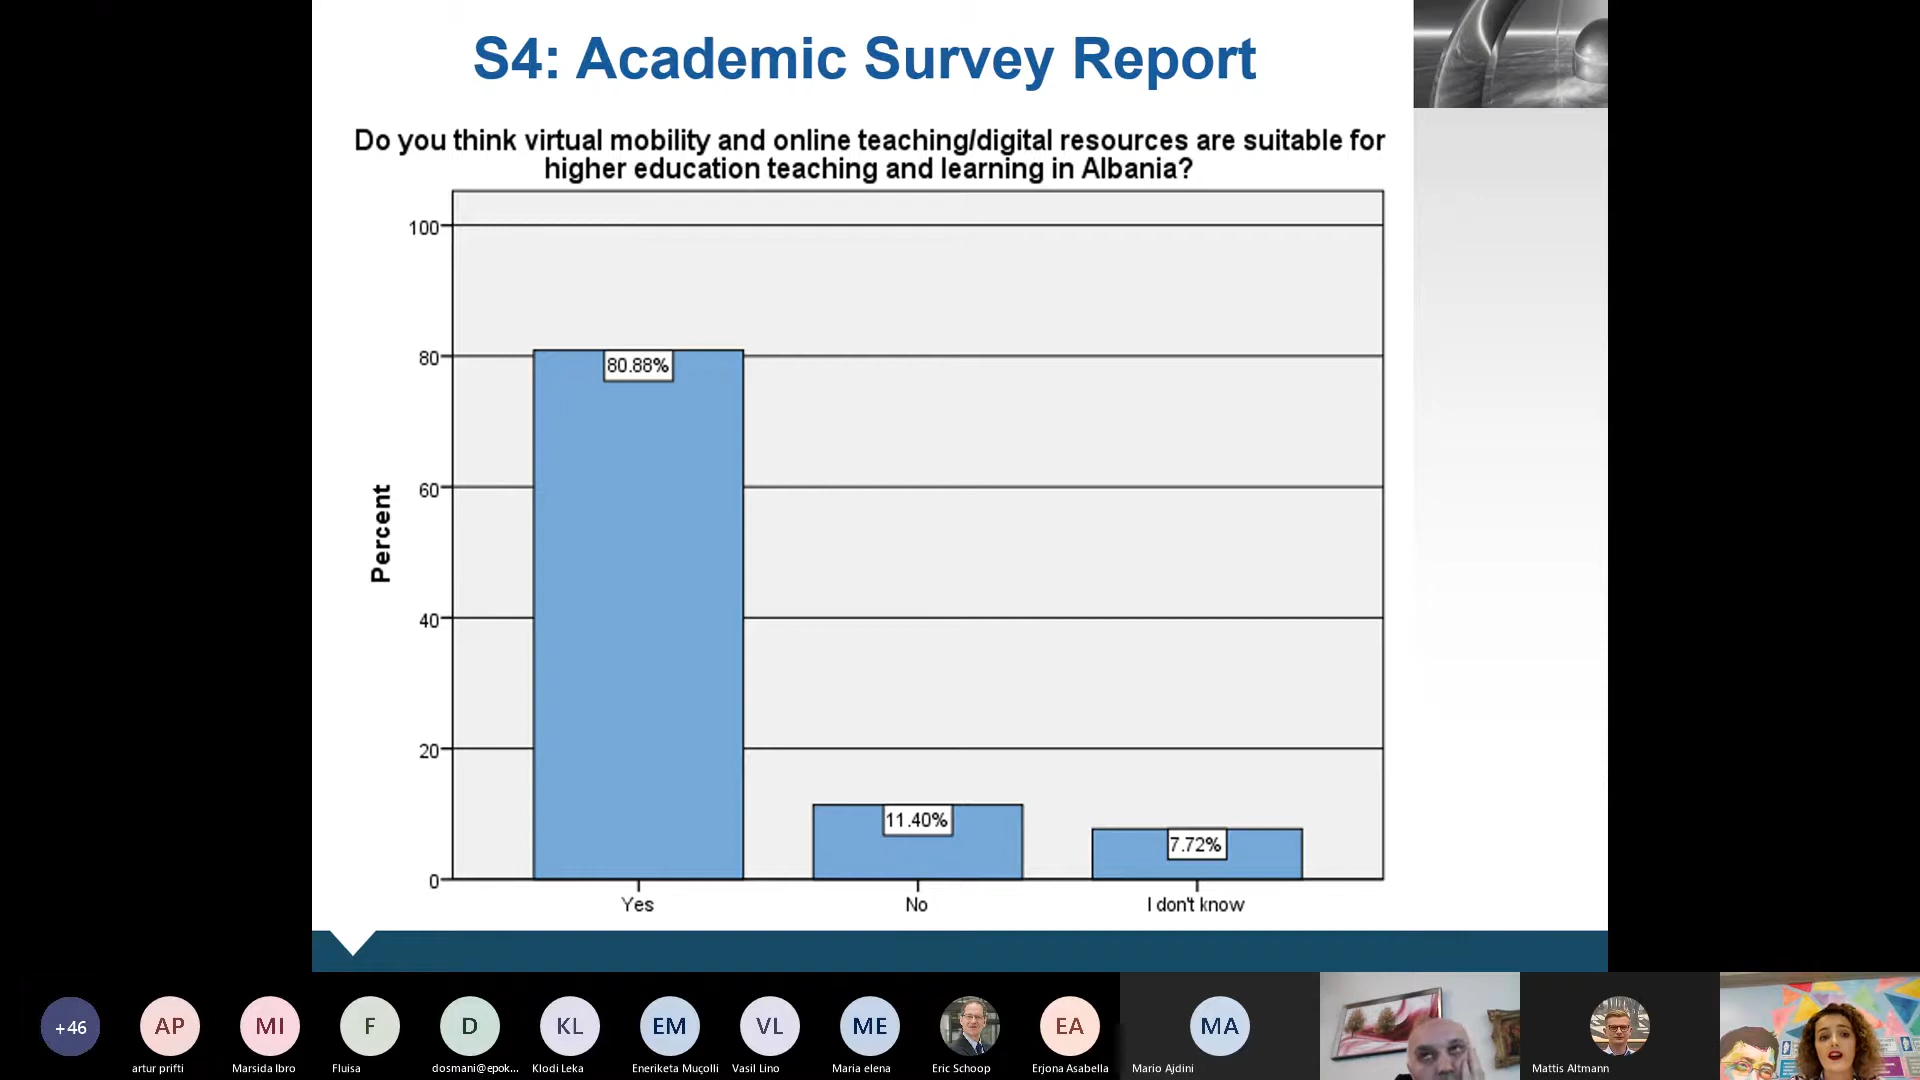 S4: Academic Survey Report
Do you think virtual mobility and online teaching/digital resources are suitable for
higher education teaching and learning in Albania?
100
80
60
40
20
0
Percent
80.88%
11.40%
7.72%
Yes
No
I don't know
+46
AP
MI
F
D
KL
EM
VL
ME
EA
MA
artur prifti
Marsida Ibro
Fluisa
dosmani@epok...
Klodi Leka
Eneriketa Muçolli
Vasil Lino
Maria elena
Eric Schoop
Erjona Asabella
Mario Ajdini
Mattis Altmann